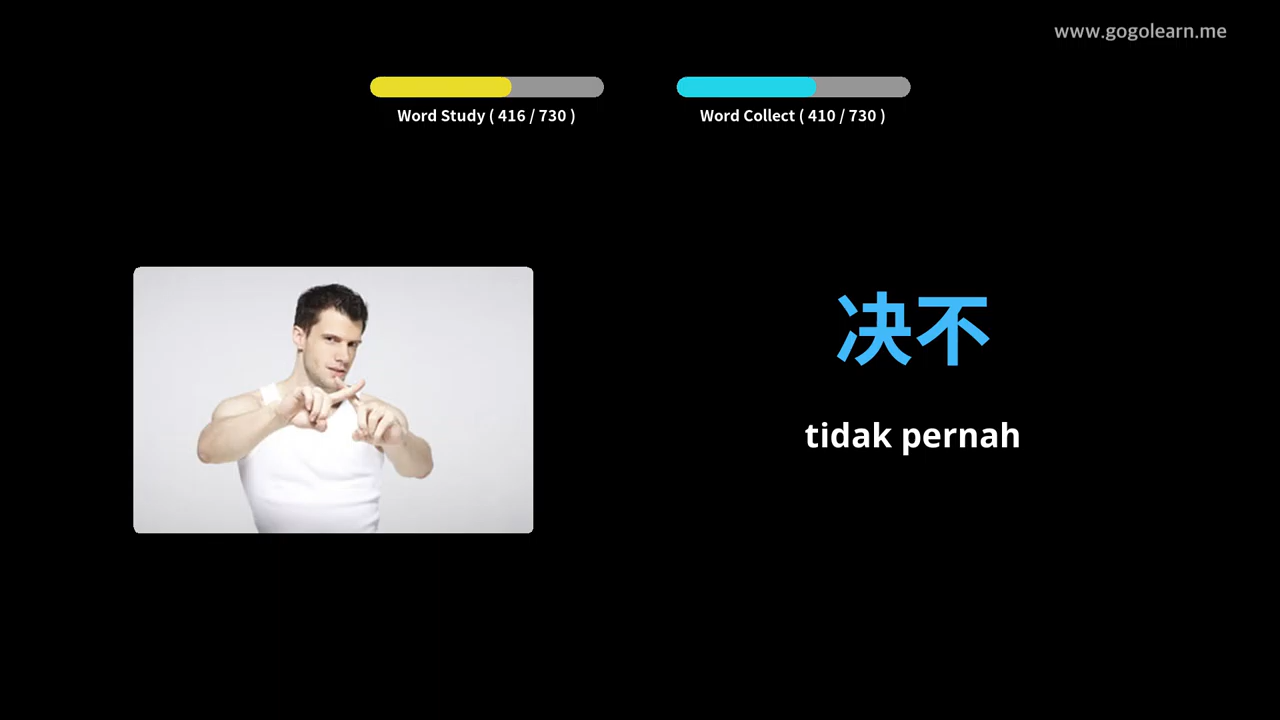 www.gogolearn.me
Word Study ( 416 / 730 )
Word Collect ( 410 / 730 )
决不
tidak pernah